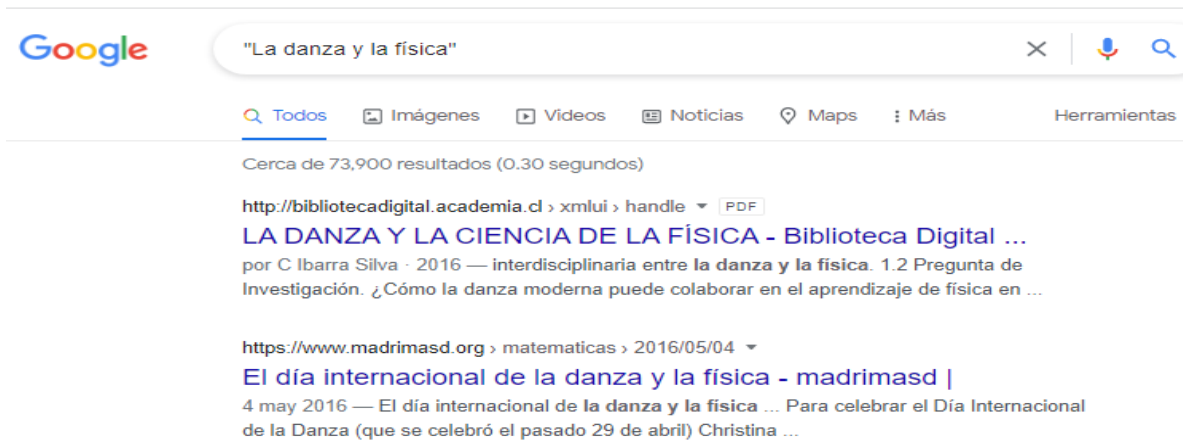 Google "La danza y la física"
Todos Imágenes Videos Noticias Maps Más Herramientas
Cerca de 73,900 resultados (0.30 segundos)
http://bibliotecadigital.academia.cl › xmlui › handle PDF
LA DANZA Y LA CIENCIA DE LA FÍSICA - Biblioteca Digital ...
por C Ibarra Silva · 2016 — interdisciplinaria entre la danza y la física. 1.2 Pregunta de
Investigación. ¿Cómo la danza moderna puede colaborar en el aprendizaje de física en ...
https://www.madrimasd.org › matematicas › 2016/05/04
El día internacional de la danza y la física - madrimasd |
4 may 2016 — El día internacional de la danza y la física ... Para celebrar el Día Internacional
de la Danza (que se celebró el pasado 29 de abril) Christina ...